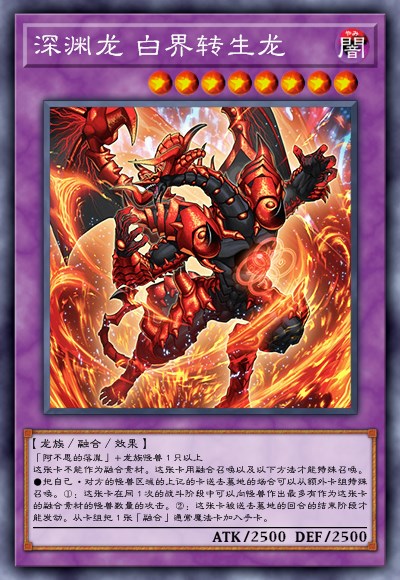 深渊龙 白界转生龙
やみ
闇
【龙族／融合／效果】
「阿不思的落胤」＋龙族怪兽1只以上
这张卡不能作为融合素材。这张卡用融合召唤以及以下方法才能特殊召唤。
●把自己·对方的怪兽区域的上记的卡送去墓地的场合可以从额外卡组特殊
召唤。①：这张卡在同1次的战斗阶段中可以向怪兽作出最多有作为这张卡
的融合素材的怪兽数量的攻击。②：这张卡被送去墓地的回合的结束阶段才
能发动。从卡组把1张「融合」通常魔法卡加入手卡。
ATK/2500 DEF/2500